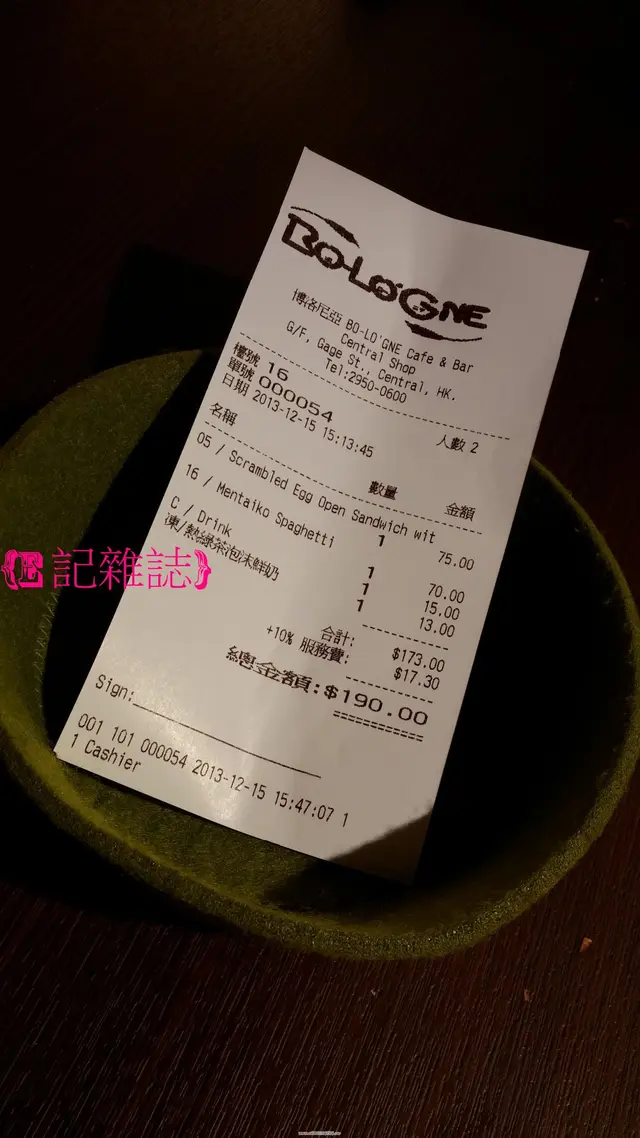 BO-LO'GNE
博洛尼亞 BO-LO'GNE Cafe & Bar
Central Shop
G/F, Gage St., Central, HK.
Tel:2950-0600
檯號 16 人數 2
單號 000054
日期 2013-12-15 15:13:45
名稱 數量 金額
05 / Scrambled Egg Open Sandwich wit
1 75.00
16 / Mentaiko Spaghetti
1 70.00
C / Drink 1 15.00
凍/熱綠茶泡沫鮮奶 1 13.00
合計: $173.00
+10% 服務費: $17.30
總金額:$190.00
Sign:
001 101 000054 2013-12-15 15:47:07 1
1 Cashier
{E 記雜誌}